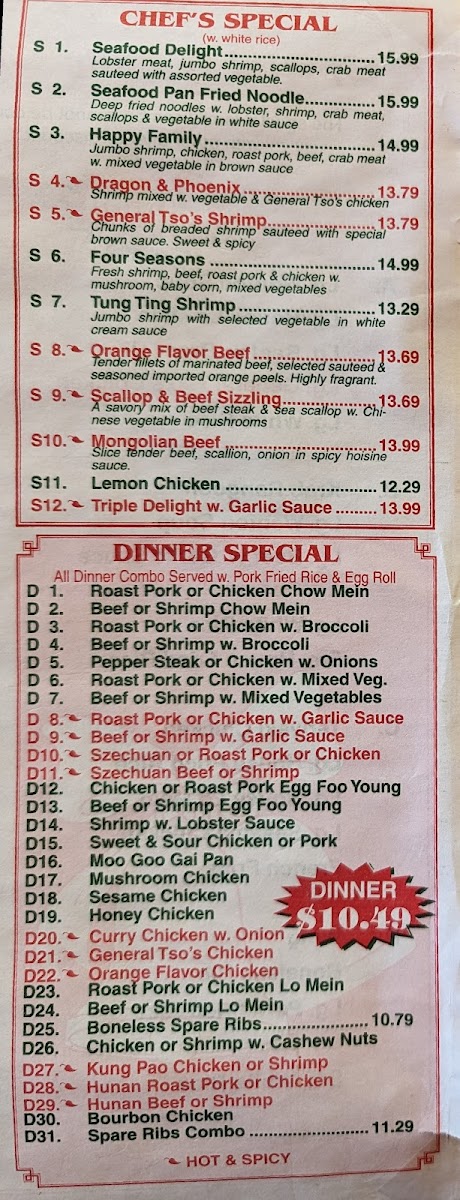 CHEF'S SPECIAL
(w. white rice)
S 1. Seafood Delight..............................15.99
Lobster meat, jumbo shrimp, scallops, crab meat
sauteed with assorted vegetable.
S 2. Seafood Pan Fried Noodle..............15.99
Deep fried noodles w. lobster, shrimp, crab meat,
scallops & vegetable in white sauce
S 3. Happy Family..................................14.99
Jumbo shrimp, chicken, roast pork, beef, crab meat
w. mixed vegetable in brown sauce
S 4. Dragon & Phoenix..........................13.79
Shrimp mixed w. vegetable & General Tso's chicken
S 5. General Tso's Shrimp.....................13.79
Chunks of breaded shrimp sauteed with special
brown sauce. Sweet & spicy
S 6. Four Seasons .................................14.99
Fresh shrimp, beef, roast pork & chicken w.
mushroom, baby corn, mixed vegetables
S 7. Tung Ting Shrimp...........................13.29
Jumbo shrimp with selected vegetable in white
cream sauce
S 8. Orange Flavor Beef........................13.69
Tender fillets of marinated beef, selected sauteed &
seasoned imported orange peels. Highly fragrant.
S 9. Scallop & Beef Sizzling..................13.69
A savory mix of beef steak & sea scallop w. Chi-
nese vegetable in mushrooms
S10. Mongolian Beef ..............................13.99
Slice tender beef, scallion, onion in spicy hoisine
sauce.
S11. Lemon Chicken ..............................12.29
S12. Triple Delight w. Garlic Sauce .........13.99
DINNER SPECIAL
All Dinner Combo Served w. Pork Fried Rice & Egg Roll
D 1. Roast Pork or Chicken Chow Mein
D 2. Beef or Shrimp Chow Mein
D 3. Roast Pork or Chicken w. Broccoli
D 4. Beef or Shrimp w. Broccoli
D 5. Pepper Steak or Chicken w. Onions
D 6. Roast Pork or Chicken w. Mixed Veg.
D 7. Beef or Shrimp w. Mixed Vegetables
D 8. Roast Pork or Chicken w. Garlic Sauce
D 9. Beef or Shrimp w. Garlic Sauce
D10. Szechuan or Roast Pork or Chicken
D11. Szechuan Beef or Shrimp
D12. Chicken or Roast Pork Egg Foo Young
D13. Beef or Shrimp Egg Foo Young
D14. Shrimp w. Lobster Sauce
D15. Sweet & Sour Chicken or Pork
D16. Moo Goo Gai Pan
D17. Mushroom Chicken
D18. Sesame Chicken
D19. Honey Chicken
DINNER
$10.49
D20. Curry Chicken w. Onion
D21. General Tso's Chicken
D22. Orange Flavor Chicken
D23. Roast Pork or Chicken Lo Mein
D24. Beef or Shrimp Lo Mein
D25. Boneless Spare Ribs.......................10.79
D26. Chicken or Shrimp w. Cashew Nuts
D27. Kung Pao Chicken or Shrimp
D28. Hunan Roast Pork or Chicken
D29. Hunan Beef or Shrimp
D30. Bourbon Chicken
D31. Spare Ribs Combo .........................11.29
HOT & SPICY